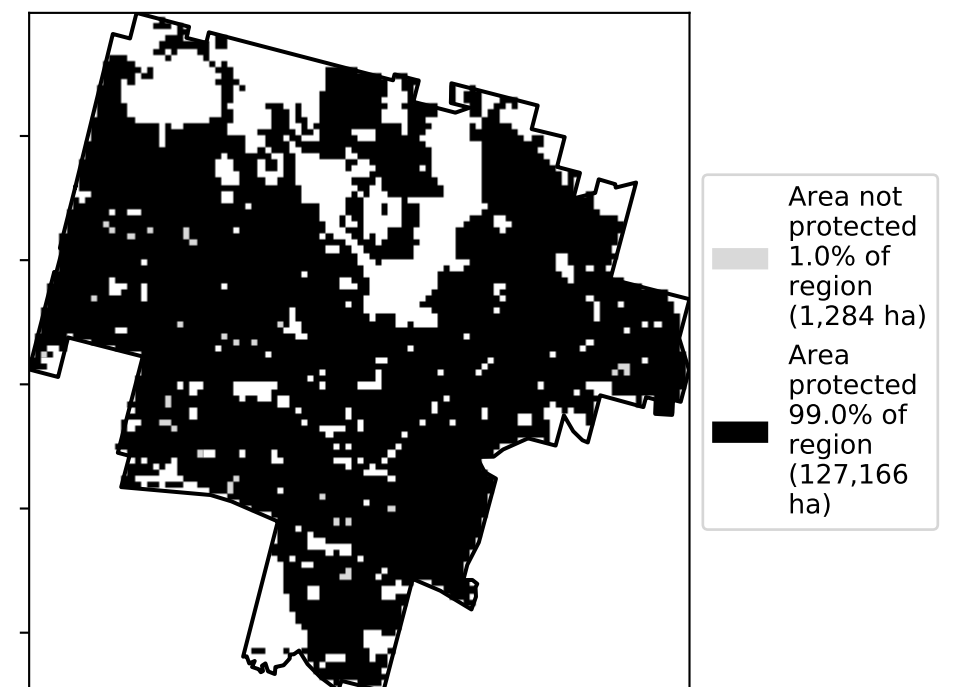 Area not
protected
1.0% of
region
(1,284 ha)
Area
protected
99.0% of
region
(127,166
ha)